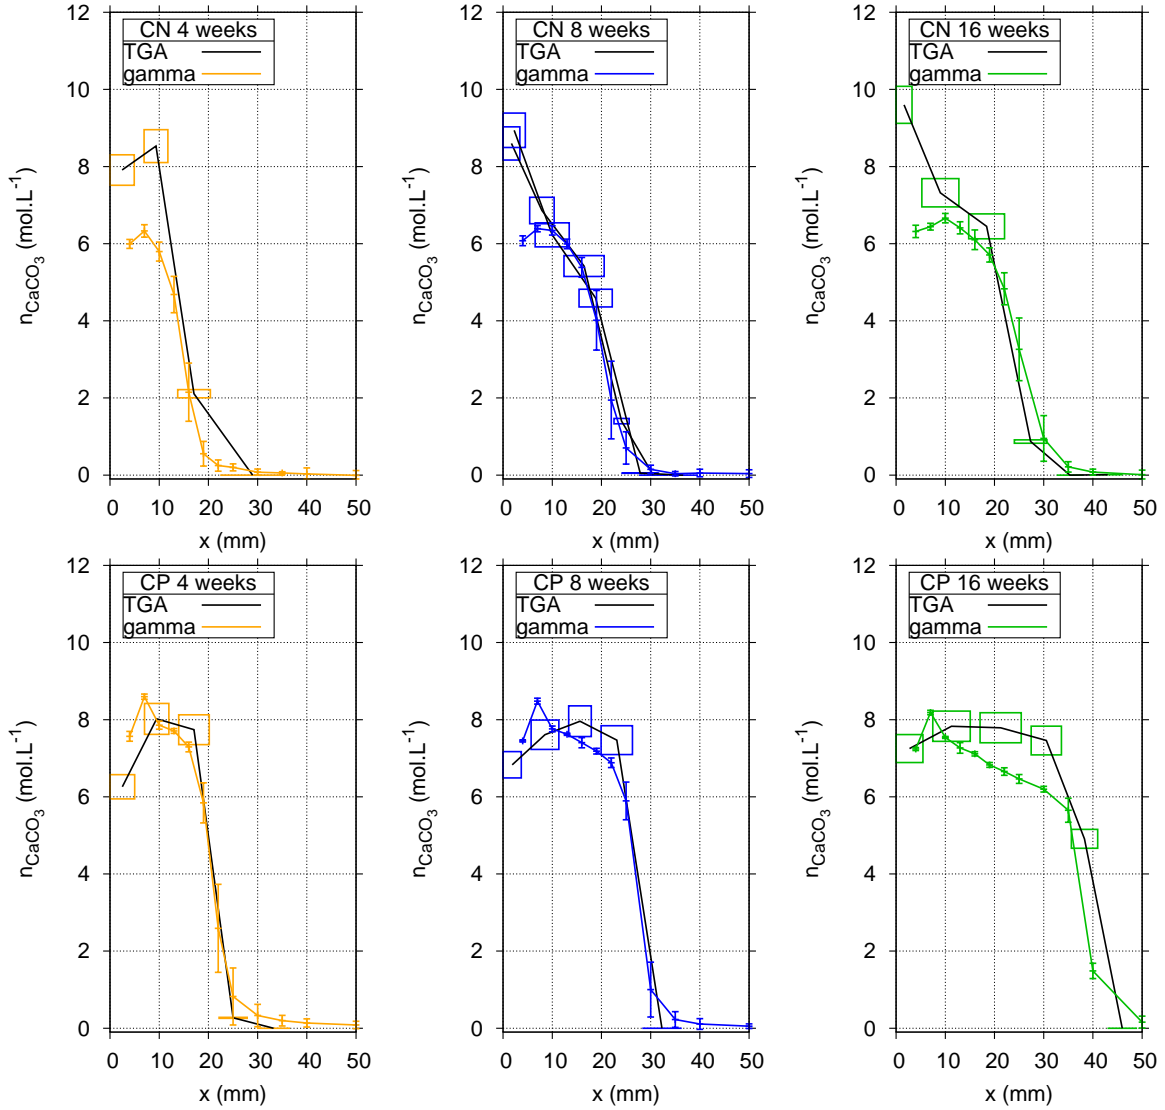 CN 4 weeks
TGA
gamma
12
10
8
6
4
2
0
n_CaCO3 (mol.L^-1)
0 10 20 30 40 50
x (mm)
CN 8 weeks
TGA
gamma
12
10
8
6
4
2
0
n_CaCO3 (mol.L^-1)
0 10 20 30 40 50
x (mm)
CN 16 weeks
TGA
gamma
12
10
8
6
4
2
0
n_CaCO3 (mol.L^-1)
0 10 20 30 40 50
x (mm)
CP 4 weeks
TGA
gamma
12
10
8
6
4
2
0
n_CaCO3 (mol.L^-1)
0 10 20 30 40 50
x (mm)
CP 8 weeks
TGA
gamma
12
10
8
6
4
2
0
n_CaCO3 (mol.L^-1)
0 10 20 30 40 50
x (mm)
CP 16 weeks
TGA
gamma
12
10
8
6
4
2
0
n_CaCO3 (mol.L^-1)
0 10 20 30 40 50
x (mm)